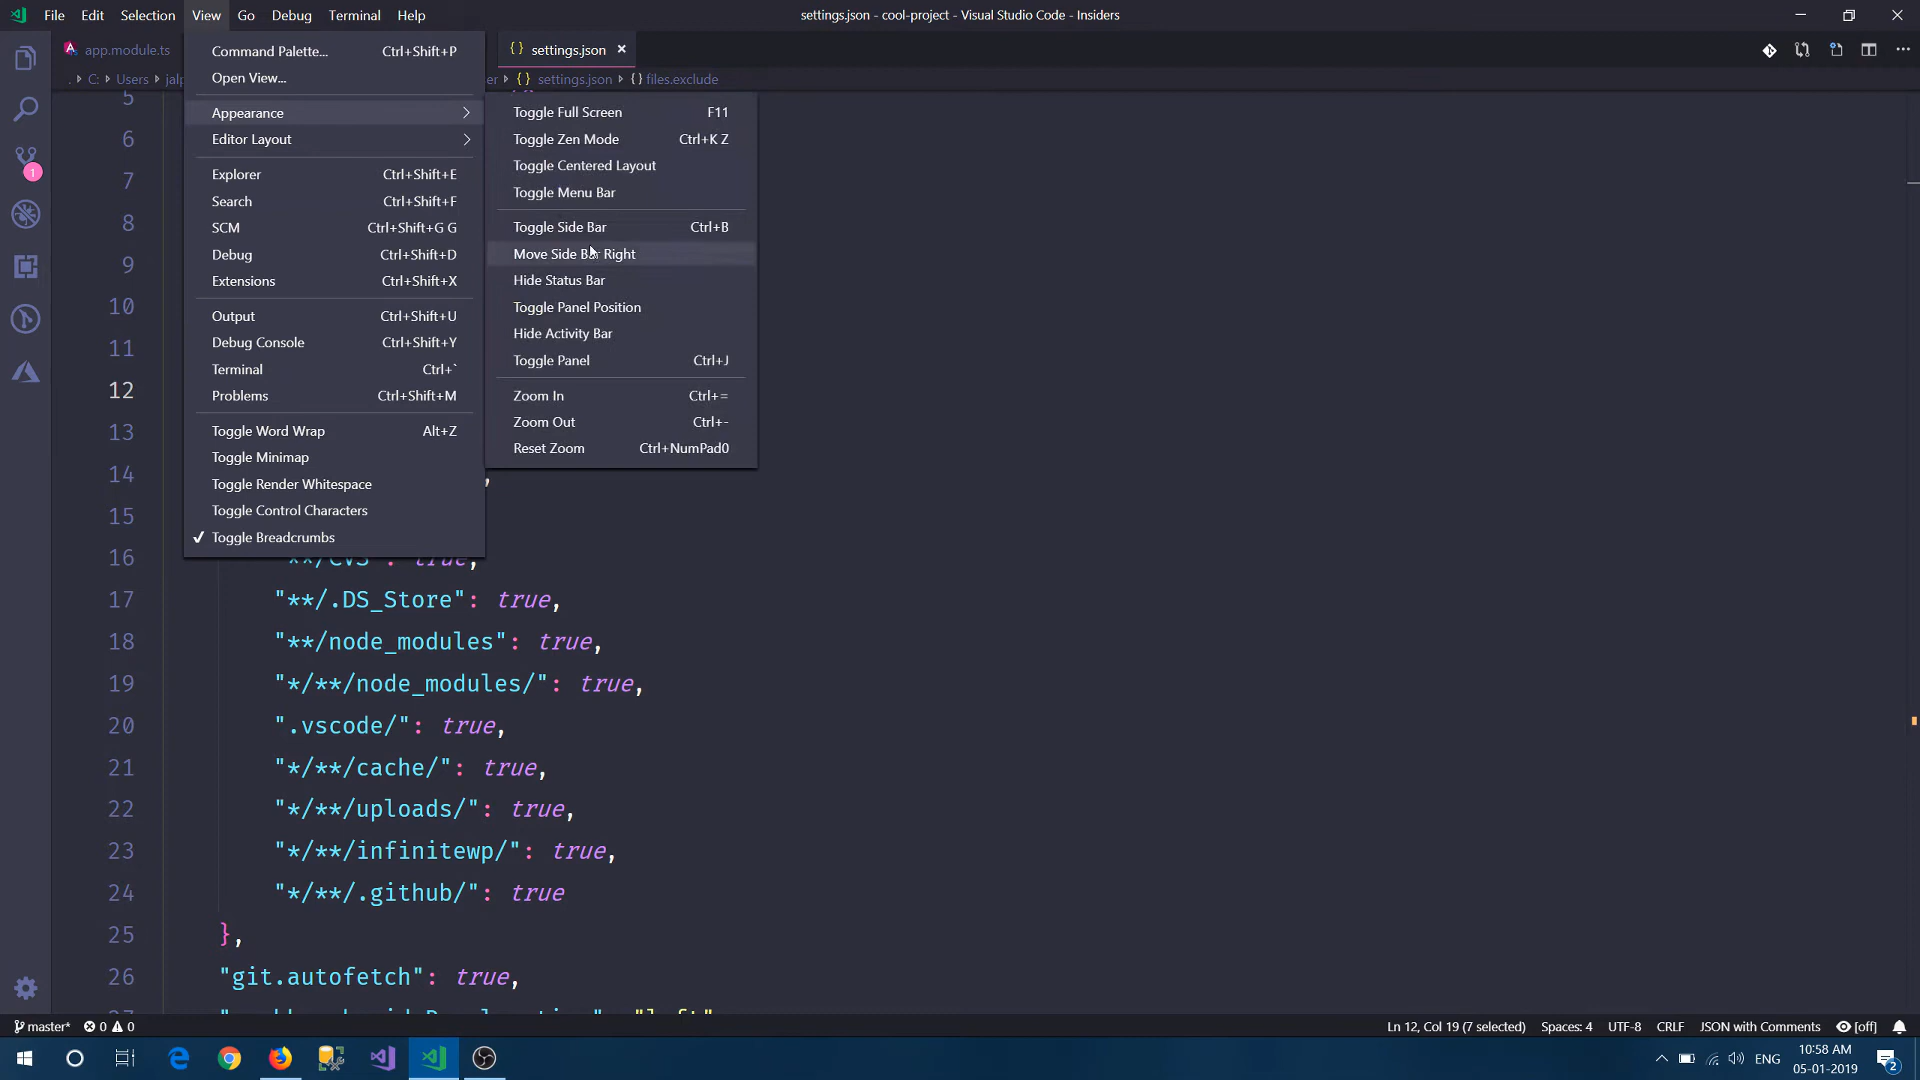 File Edit Selection View Go Debug Terminal Help
settings.json - cool-project - Visual Studio Code - Insiders
app.module.ts
settings.json
C: Users jalp
er settings.json {} files.exclude
Command Palette... Ctrl+Shift+P
Open View...
Appearance
Editor Layout
Explorer Ctrl+Shift+E
Search Ctrl+Shift+F
SCM Ctrl+Shift+G G
Debug Ctrl+Shift+D
Extensions Ctrl+Shift+X
Output Ctrl+Shift+U
Debug Console Ctrl+Shift+Y
Terminal Ctrl+`
Problems Ctrl+Shift+M
Toggle Word Wrap Alt+Z
Toggle Minimap
Toggle Render Whitespace
Toggle Control Characters
✓ Toggle Breadcrumbs
Toggle Full Screen F11
Toggle Zen Mode Ctrl+K Z
Toggle Centered Layout
Toggle Menu Bar
Toggle Side Bar Ctrl+B
Move Side Bar Right
Hide Status Bar
Toggle Panel Position
Hide Activity Bar
Toggle Panel Ctrl+J
Zoom In Ctrl+=
Zoom Out Ctrl+-
Reset Zoom Ctrl+NumPad0
1
5
6
7
8
9
10
11
12
13
14 ,
15
16 "**/CVS": true,
17 "**/.DS_Store": true,
18 "**/node_modules": true,
19 "*/**/node_modules/": true,
20 ".vscode/": true,
21 "*/**/cache/": true,
22 "*/**/uploads/": true,
23 "*/**/infinitewp/": true,
24 "*/**/.github/": true
25 },
26 "git.autofetch": true,
27 "left"
master* 0 0
Ln 12, Col 19 (7 selected) Spaces: 4 UTF-8 CRLF JSON with Comments [off]
ENG
10:58 AM
05-01-2019
2